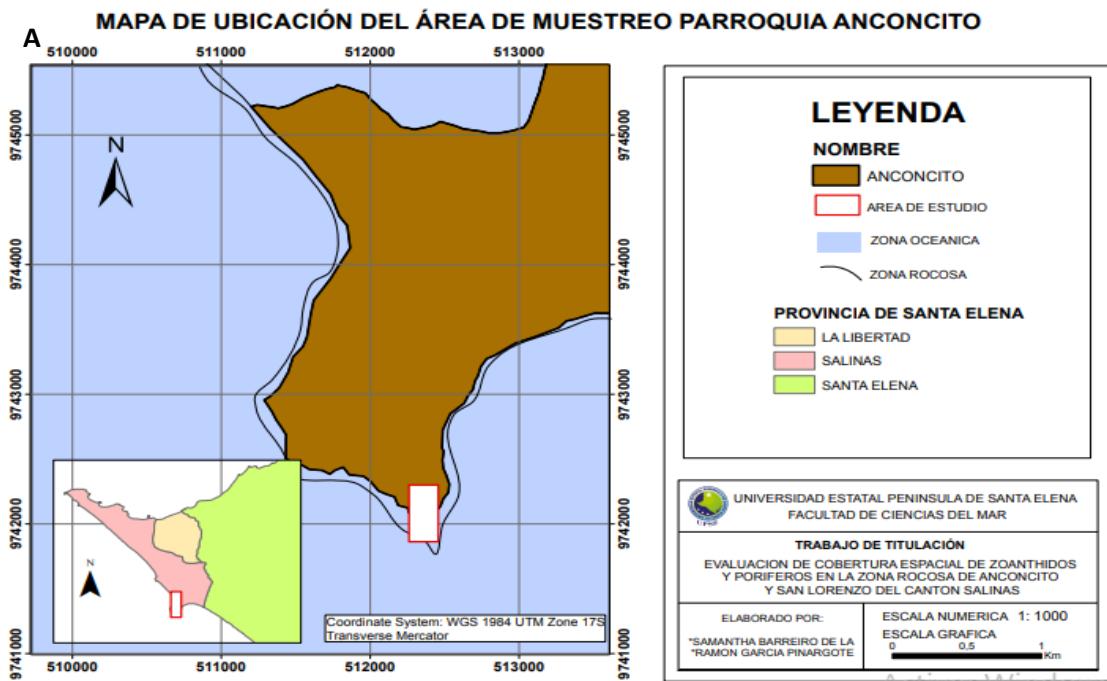 MAPA DE UBICACIÓN DEL ÁREA DE MUESTREO PARROQUIA ANCONCITO
A
510000 511000 512000 513000
9745000 9745000
9744000 9744000
9743000 9743000
9742000 9742000
9741000 9741000
N
N
Coordinate System: WGS 1984 UTM Zone 17S
Transverse Mercator
510000 511000 512000 513000
LEYENDA
NOMBRE
ANCONCITO
AREA DE ESTUDIO
ZONA OCEANICA
ZONA ROCOSA
PROVINCIA DE SANTA ELENA
LA LIBERTAD
SALINAS
SANTA ELENA
UPSE
UNIVERSIDAD ESTATAL PENINSULA DE SANTA ELENA
FACULTAD DE CIENCIAS DEL MAR
TRABAJO DE TITULACIÓN
EVALUACION DE COBERTURA ESPACIAL DE ZOANTHIDOS
Y PORIFEROS EN LA ZONA ROCOSA DE ANCONCITO
Y SAN LORENZO DEL CANTON SALINAS
ELABORADO POR:
*SAMANTHA BARREIRO DE LA
*RAMON GARCIA PINARGOTE
ESCALA NUMERICA 1: 1000
ESCALA GRAFICA
0 0,5 1
Km